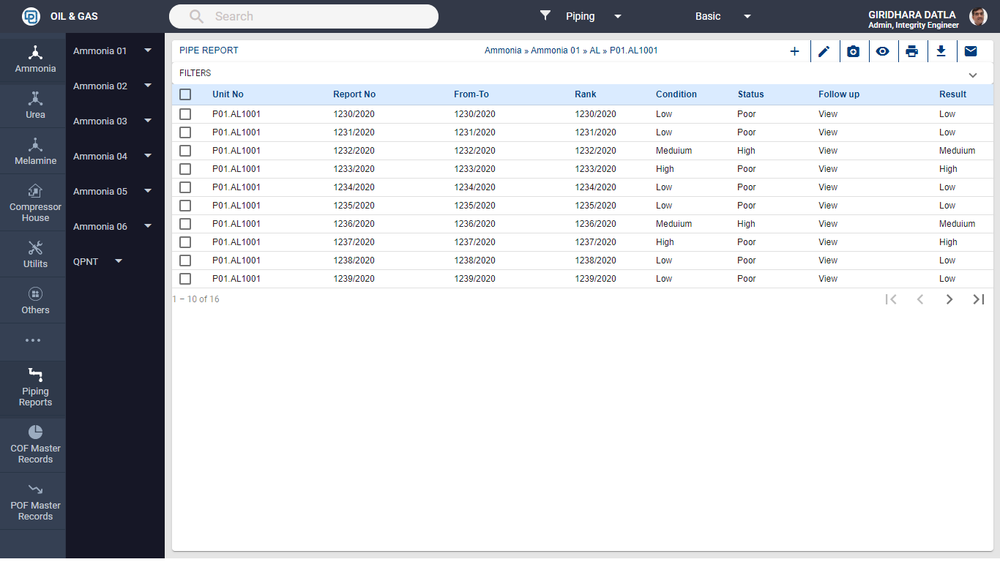 OIL & GAS
Search
Piping
Basic
GIRIDHARA DATLA
Admin, Integrity Engineer
Ammonia
Urea
Melamine
Compressor
House
Utilits
Others
Piping
Reports
COF Master
Records
POF Master
Records
Ammonia 01
Ammonia 02
Ammonia 03
Ammonia 04
Ammonia 05
Ammonia 06
QPNT
PIPE REPORT
Ammonia » Ammonia 01 » AL » P01.AL1001
FILTERS
Unit No Report No From-To Rank Condition Status Follow up Result
P01.AL1001 1230/2020 1230/2020 1230/2020 Low Poor View Low
P01.AL1001 1231/2020 1231/2020 1231/2020 Low Poor View Low
P01.AL1001 1232/2020 1232/2020 1232/2020 Meduium High View Meduium
P01.AL1001 1233/2020 1233/2020 1233/2020 High Poor View High
P01.AL1001 1234/2020 1234/2020 1234/2020 Low Poor View Low
P01.AL1001 1235/2020 1235/2020 1235/2020 Low Poor View Low
P01.AL1001 1236/2020 1236/2020 1236/2020 Meduium High View Meduium
P01.AL1001 1237/2020 1237/2020 1237/2020 High Poor View High
P01.AL1001 1238/2020 1238/2020 1238/2020 Low Poor View Low
P01.AL1001 1239/2020 1239/2020 1239/2020 Low Poor View Low
1 – 10 of 16